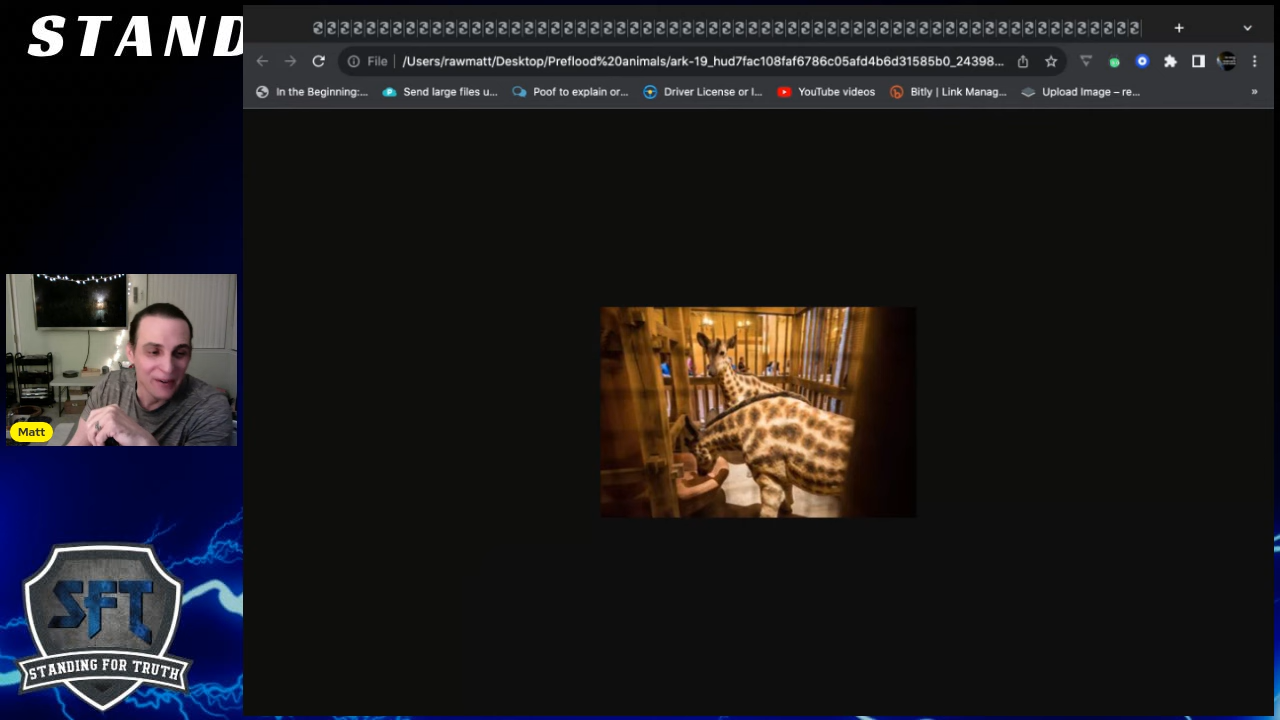 STAND
File
/Users/rawmatt/Desktop/Preflood%20animals/ark-19_hud7fac108faf6786c05afd4b6d31585b0_24398...
In the Beginning:...
Send large files u...
Poof to explain or...
Driver License or I...
YouTube videos
Bitly | Link Manag...
Upload Image – re...
»
Matt
SFT
STANDING FOR TRUTH